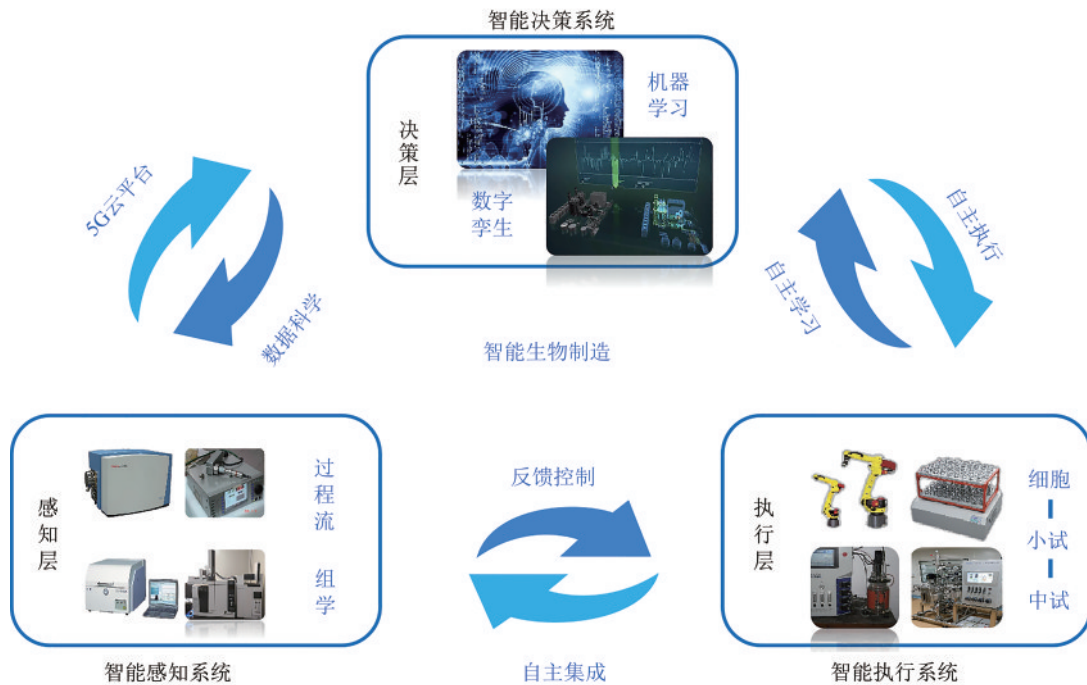 智能决策系统
决策层
机器
学习
数字
孪生
5G云平台
数据科学
自主执行
自主学习
智能生物制造
感知层
过程流
组学
智能感知系统
反馈控制
自主集成
执行层
细胞
小试
中试
智能执行系统